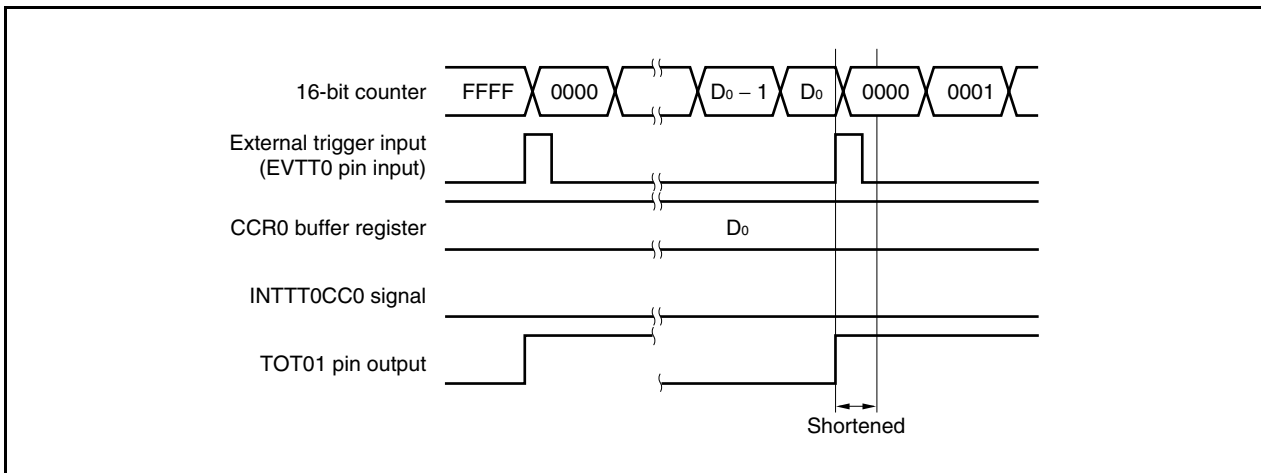 16-bit counter FFFF 0000 D₀ − 1 D₀ 0000 0001
External trigger input
(EVTT0 pin input)
CCR0 buffer register D₀
INTTT0CC0 signal
TOT01 pin output
Shortened